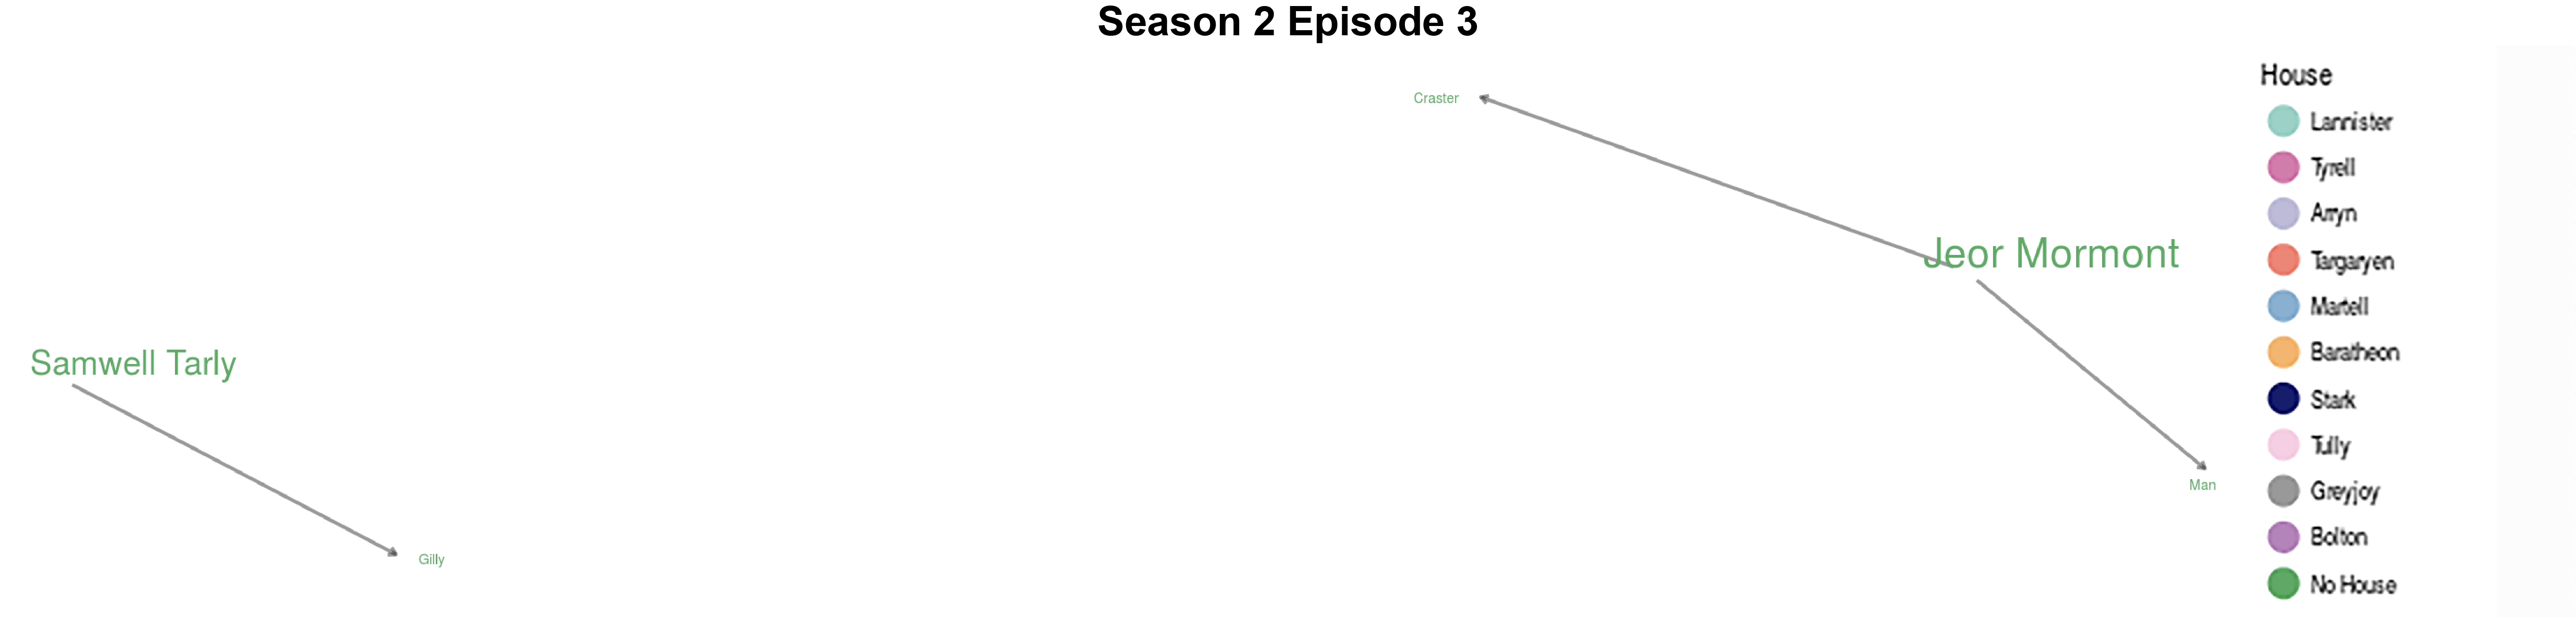 Season 2 Episode 3
Craster
Jeor Mormont
Samwell Tarly
Man
Gilly
House
Lannister
Tyrell
Arryn
Targaryen
Martell
Baratheon
Stark
Tully
Greyjoy
Bolton
No House